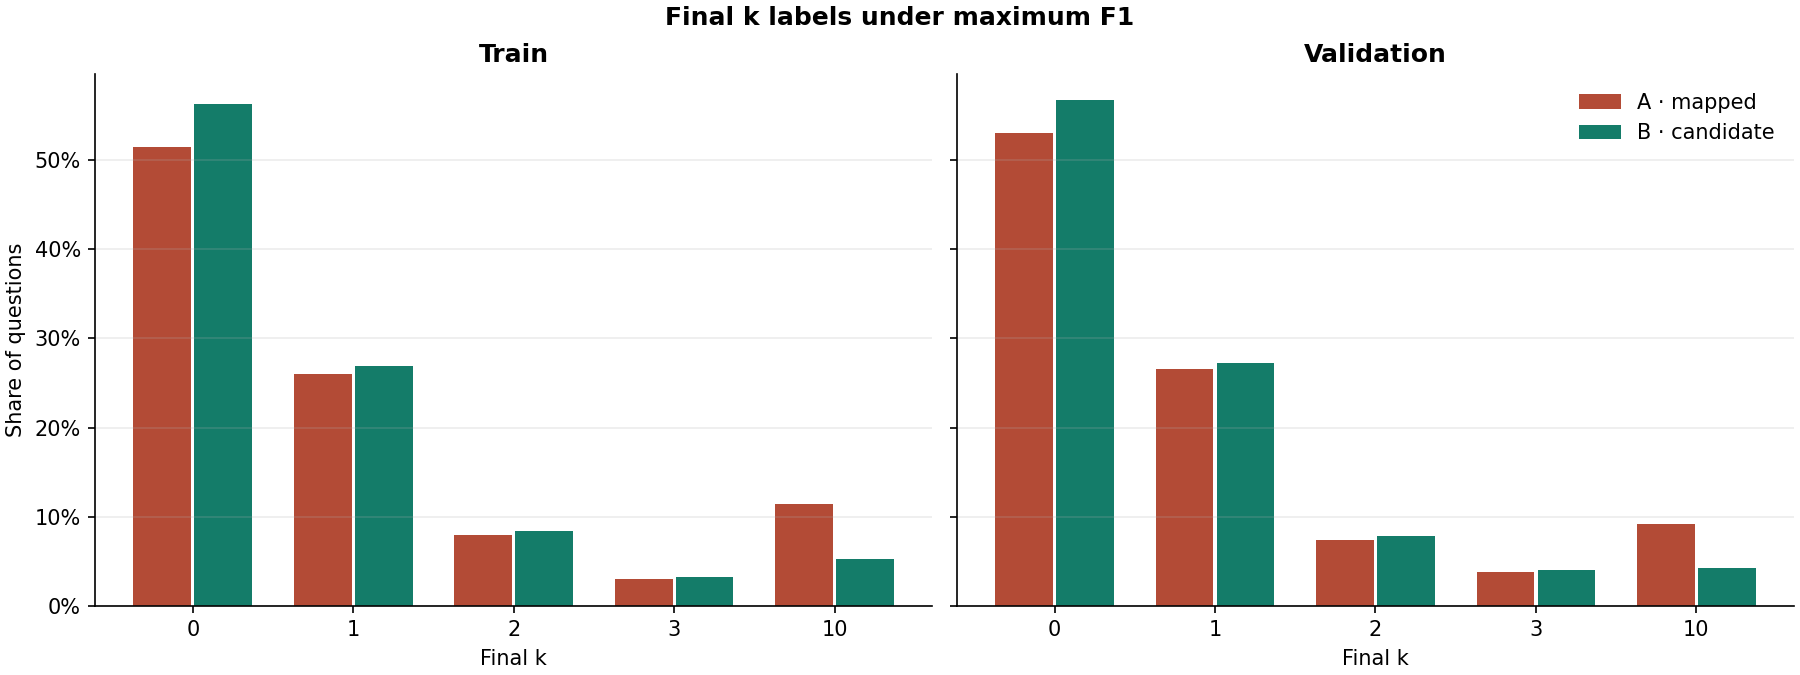 Final k labels under maximum F1
Train
Validation
A · mapped
B · candidate
Share of questions
50%
40%
30%
20%
10%
0%
0 1 2 3 10
0 1 2 3 10
Final k
Final k